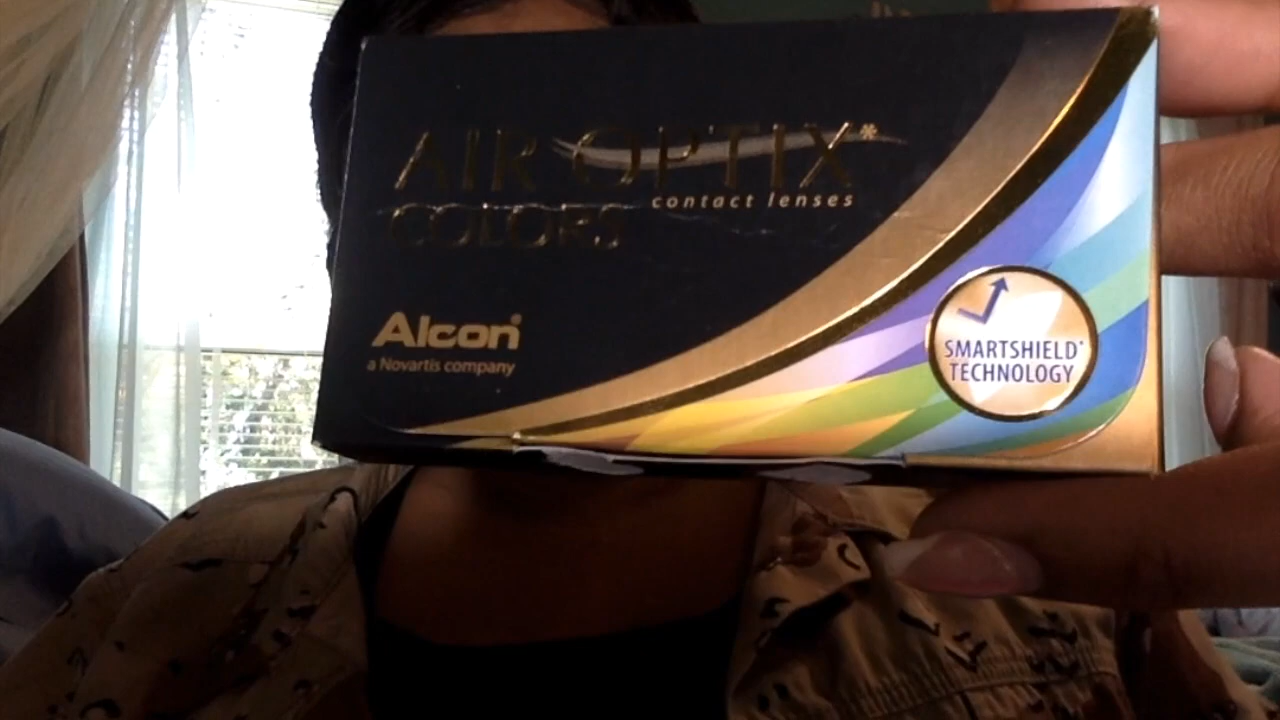 AIR OPTIX*
COLORS
contact lenses
Alcon
a Novartis company
SMARTSHIELD*
TECHNOLOGY